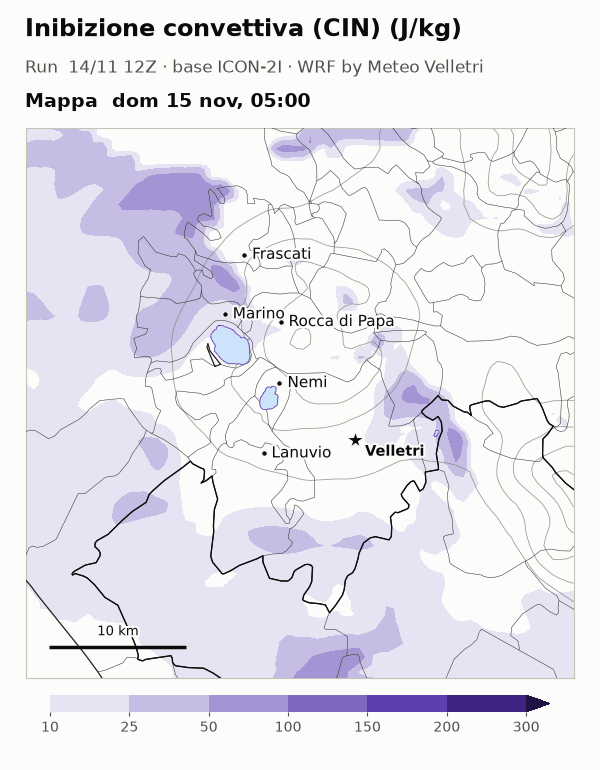 Inibizione convettiva (CIN) (J/kg)
Run 14/11 12Z · base ICON-2I · WRF by Meteo Velletri
Mappa dom 15 nov, 05:00
Frascati
Marino
Rocca di Papa
Nemi
Velletri
Lanuvio
10 km
10 25 50 100 150 200 300